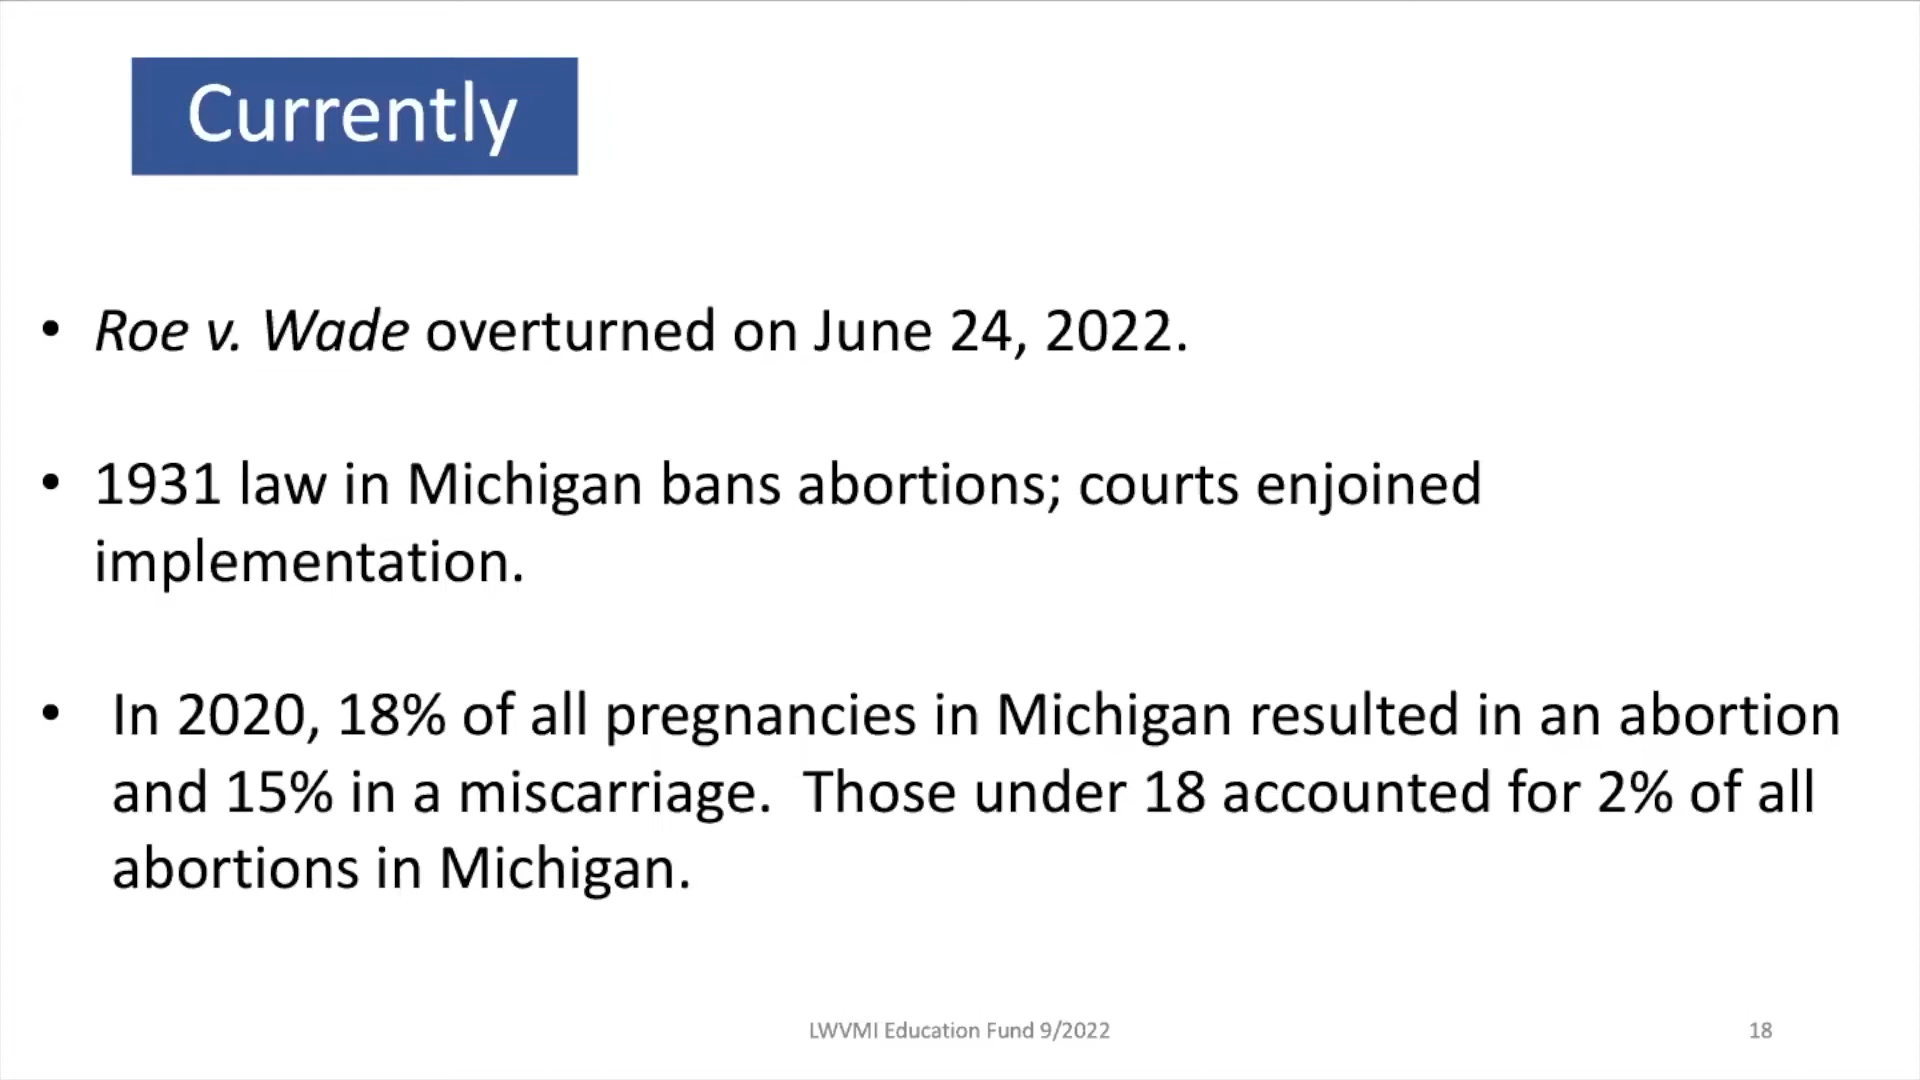 Currently
• Roe v. Wade overturned on June 24, 2022.
• 1931 law in Michigan bans abortions; courts enjoined
implementation.
• In 2020, 18% of all pregnancies in Michigan resulted in an abortion
and 15% in a miscarriage.  Those under 18 accounted for 2% of all
abortions in Michigan.
LWVMI Education Fund 9/2022
18